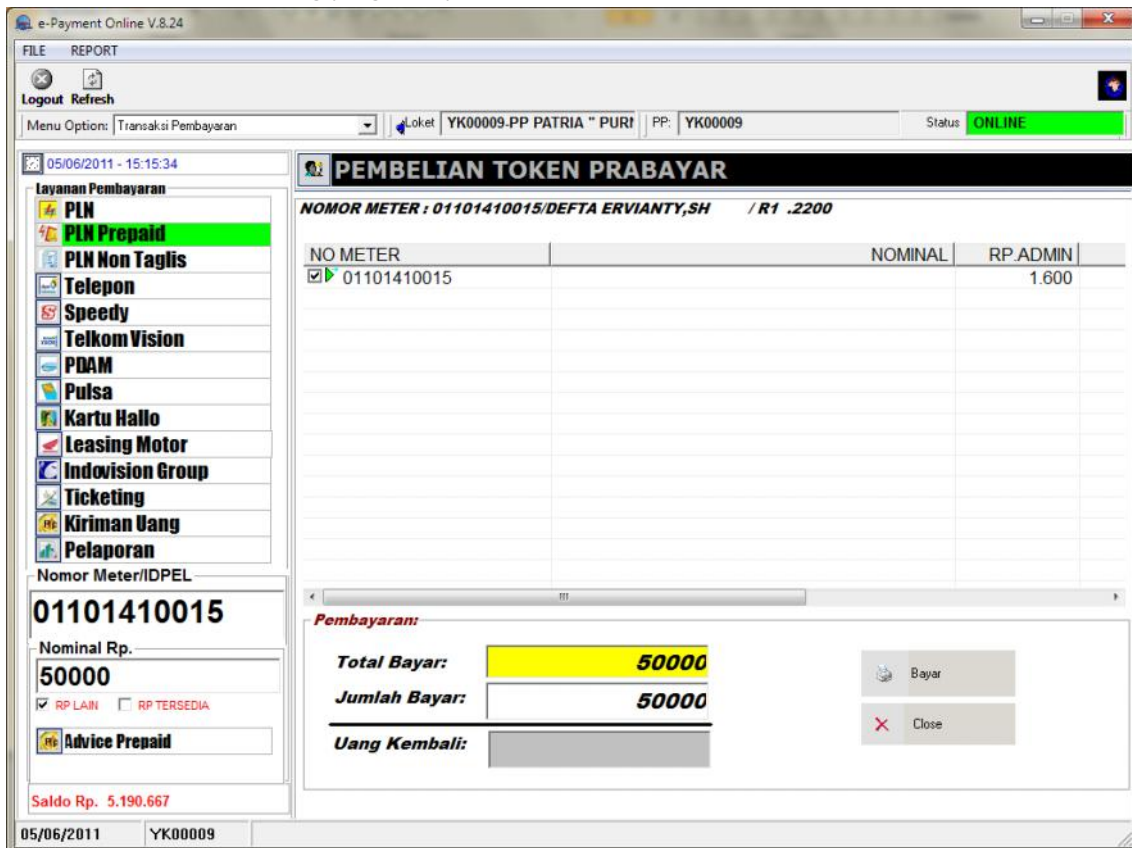 e-Payment Online V.8.24
FILE REPORT
Logout Refresh
Menu Option: Transaksi Pembayaran Loket YK00009-PP PATRIA " PURI PP: YK00009 Status ONLINE
05/06/2011 - 15:15:34
Layanan Pembayaran
PLN
PLN Prepaid
PLN Non Taglis
Telepon
Speedy
Telkom Vision
PDAM
Pulsa
Kartu Hallo
Leasing Motor
Indovision Group
Ticketing
Kiriman Uang
Pelaporan
Nomor Meter/IDPEL
01101410015
Nominal Rp.
50000
RP LAIN RP TERSEDIA
Advice Prepaid
Saldo Rp. 5.190.667
PEMBELIAN TOKEN PRABAYAR
NOMOR METER : 01101410015/DEFTA ERVIANTY,SH / R1 .2200
NO METER NOMINAL RP.ADMIN
01101410015 1.600
Pembayaran:
Total Bayar: 50000
Jumlah Bayar: 50000
Uang Kembali:
Bayar
Close
05/06/2011 YK00009